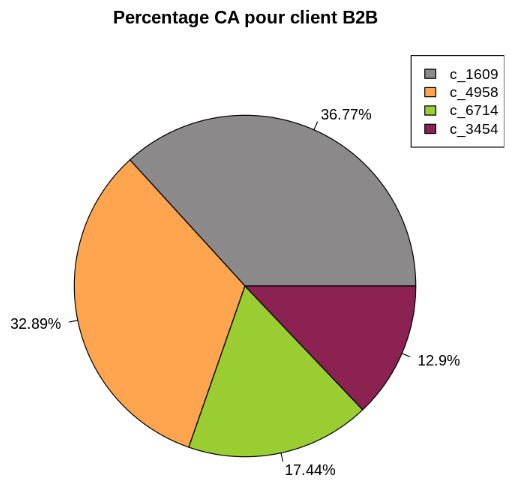 Percentage CA pour client B2B
c_1609
c_4958
c_6714
c_3454
36.77%
32.89%
12.9%
17.44%